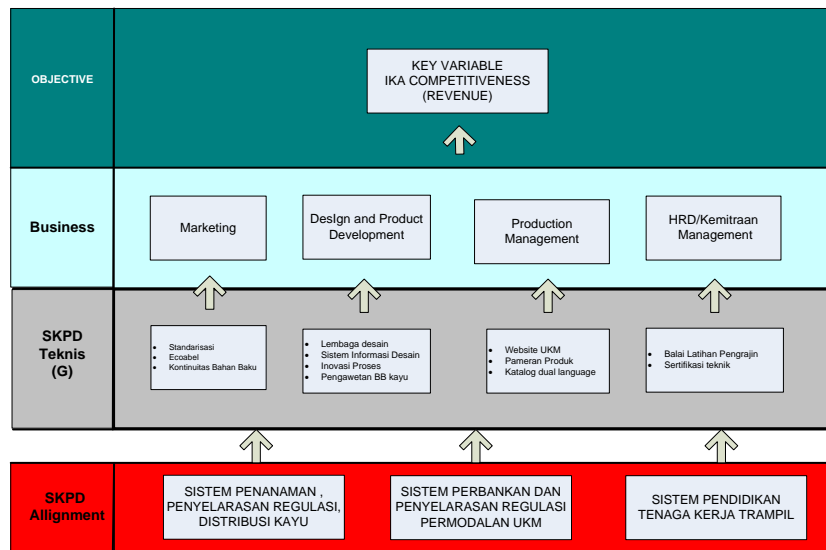 OBJECTIVE
KEY VARIABLE
IKA COMPETITIVENESS
(REVENUE)
Business
Marketing
DesIgn and Product
Development
Production
Management
HRD/Kemitraan
Management
SKPD
Teknis
(G)
• Standarisasi
• Ecoabel
• Kontinuitas Bahan Baku
• Lembaga desain
• Sistem Informasi Desain
• Inovasi Proses
• Pengawetan BB kayu
• Website UKM
• Pameran Produk
• Katalog dual language
• Balai Latihan Pengrajin
• Sertifikasi teknik
SKPD
Allignment
SISTEM PENANAMAN ,
PENYELARASAN REGULASI,
DISTRIBUSI KAYU
SISTEM PERBANKAN DAN
PENYELARASAN REGULASI
PERMODALAN UKM
SISTEM PENDIDIKAN
TENAGA KERJA TRAMPIL